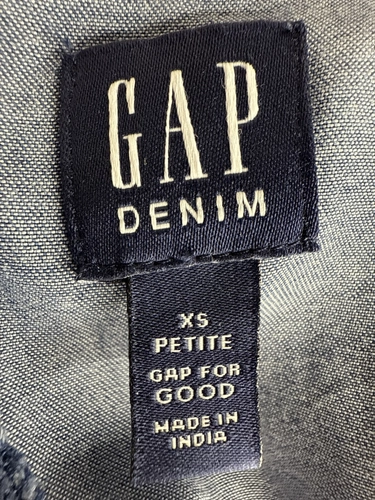 GAP
DENIM
XS
PETITE
GAP FOR
GOOD
MADE IN
INDIA